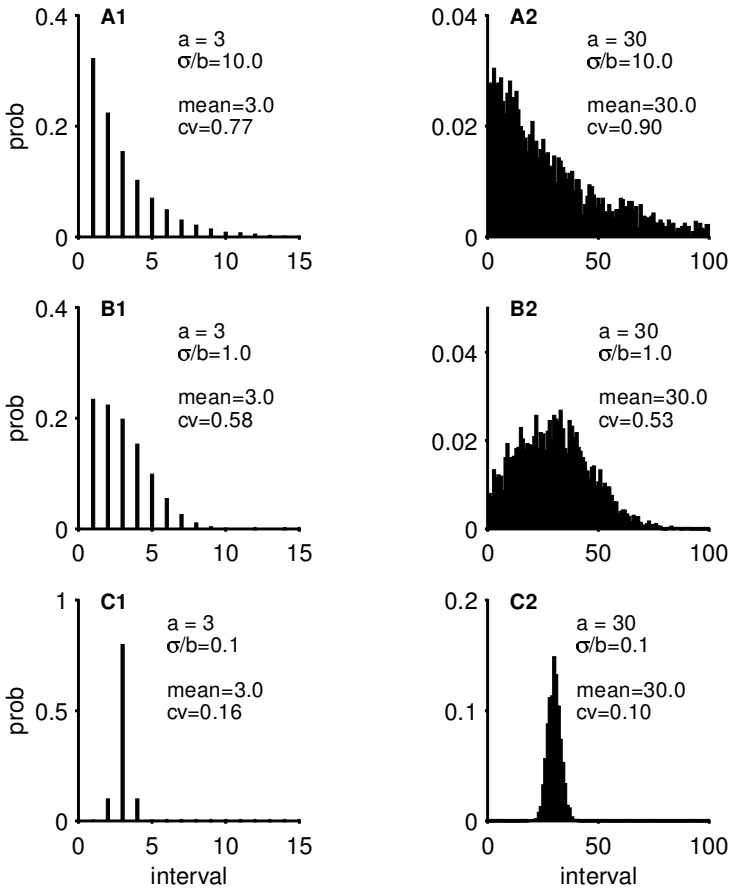 A1
a = 3
σ/b=10.0
mean=3.0
cv=0.77
prob
0.4
0.2
0
0 5 10 15
A2
a = 30
σ/b=10.0
mean=30.0
cv=0.90
0.04
0.02
0
0 50 100
B1
a = 3
σ/b=1.0
mean=3.0
cv=0.58
prob
0.4
0.2
0
0 5 10 15
B2
a = 30
σ/b=1.0
mean=30.0
cv=0.53
0.04
0.02
0
0 50 100
C1
a = 3
σ/b=0.1
mean=3.0
cv=0.16
prob
1
0.5
0
0 5 10 15
interval
C2
a = 30
σ/b=0.1
mean=30.0
cv=0.10
0.2
0.1
0
0 50 100
interval